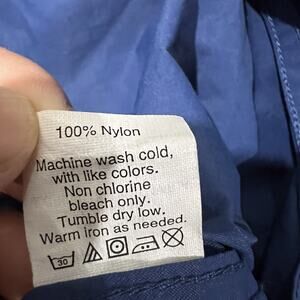 100% Nylon
Machine wash cold,
with like colors.
Non chlorine
bleach only.
Tumble dry low.
Warm iron as needed.
30